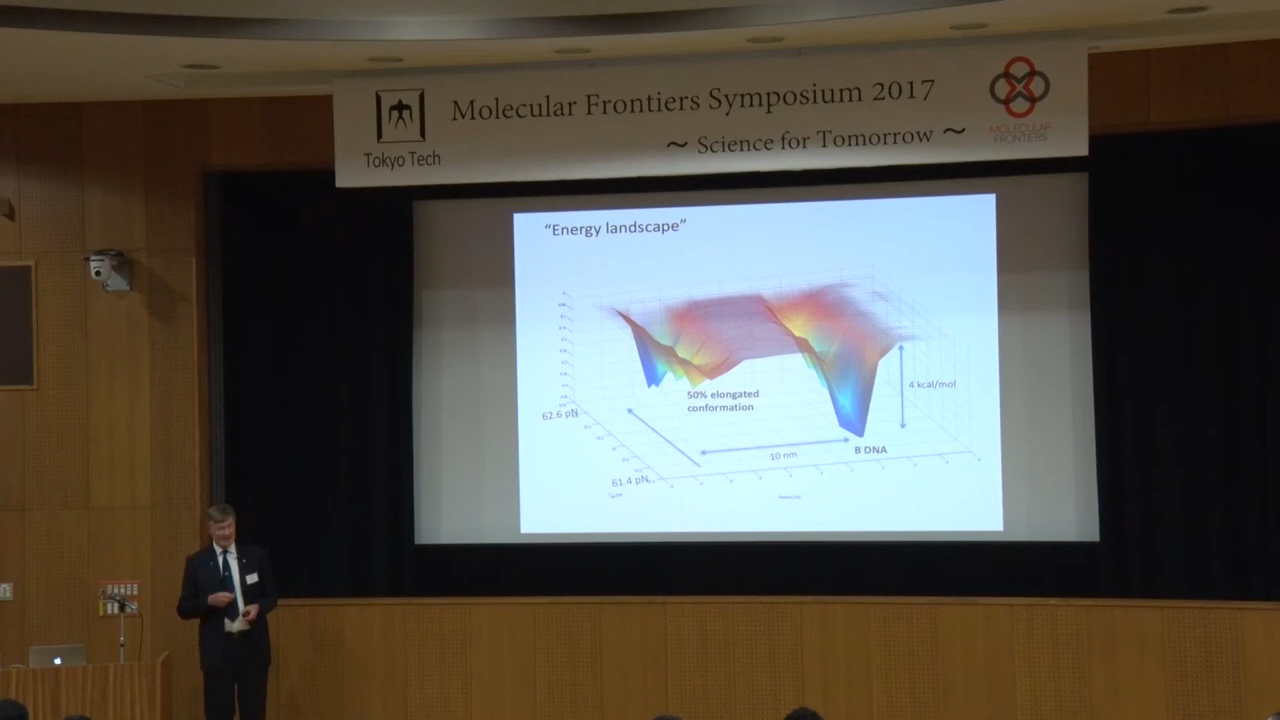 Molecular Frontiers Symposium 2017
~ Science for Tomorrow ~
Tokyo Tech
MOLECULAR
FRONTIERS
“Energy landscape”
4 kcal/mol
50% elongated
conformation
62.6 pN
10 nm
B DNA
61.4 pN